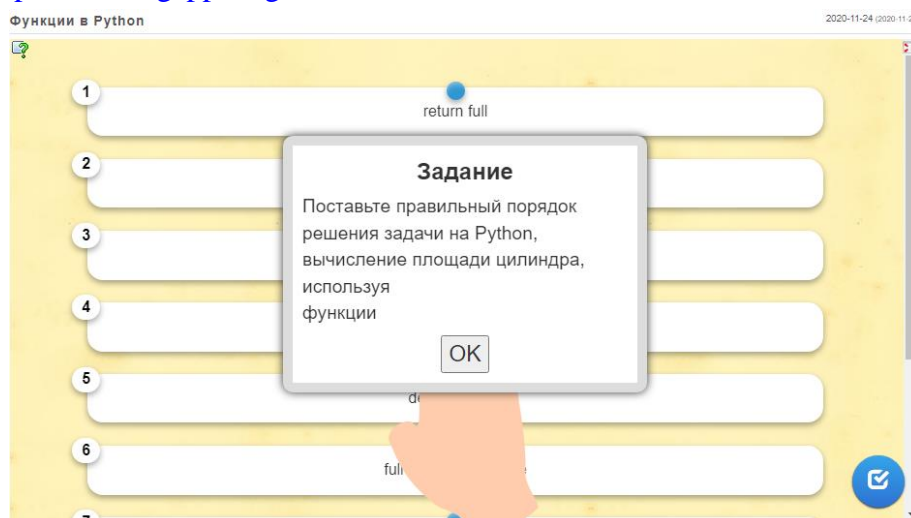 Функции в Python
2020-11-24
1
return full
2
Задание
Поставьте правильный порядок
решения задачи на Python,
вычисление площади цилиндра,
используя
функции
3
4
OK
5
6